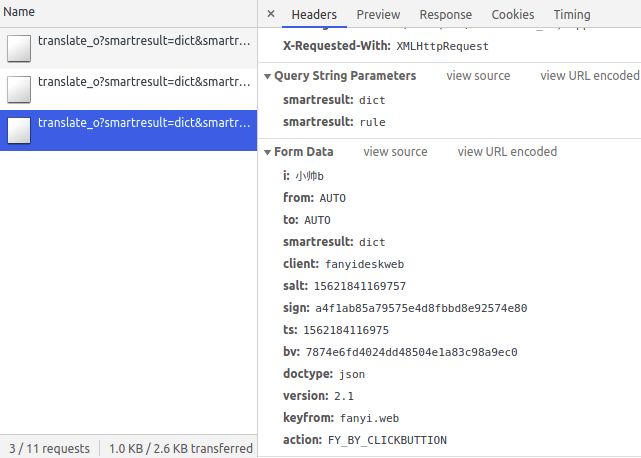 Name
translate_o?smartresult=dict&smartr...
translate_o?smartresult=dict&smartr...
translate_o?smartresult=dict&smartr...
3 / 11 requests
1.0 KB / 2.6 KB transferred
× Headers Preview Response Cookies Timing
X-Requested-With: XMLHttpRequest
Query String Parameters view source view URL encoded
smartresult: dict
smartresult: rule
Form Data view source view URL encoded
i: 小帅b
from: AUTO
to: AUTO
smartresult: dict
client: fanyideskweb
salt: 15621841169757
sign: a4f1ab85a79575e4d8fbbd8e92574e80
ts: 1562184116975
bv: 7874e6fd4024dd48504e1a83c98a9ec0
doctype: json
version: 2.1
keyfrom: fanyi.web
action: FY_BY_CLICKBUTTION